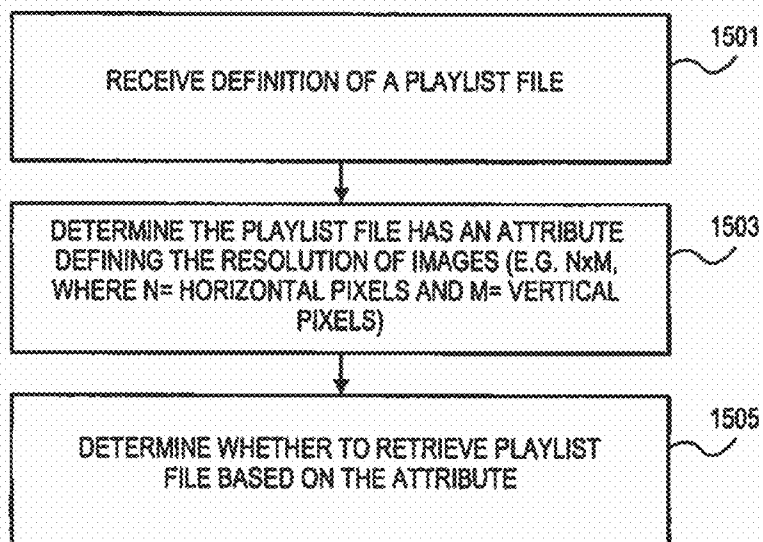 1501
RECEIVE DEFINITION OF A PLAYLIST FILE
1503
DETERMINE THE PLAYLIST FILE HAS AN ATTRIBUTE
DEFINING THE RESOLUTION OF IMAGES (E.G. NxM,
WHERE N= HORIZONTAL PIXELS AND M= VERTICAL
PIXELS)
1505
DETERMINE WHETHER TO RETRIEVE PLAYLIST
FILE BASED ON THE ATTRIBUTE